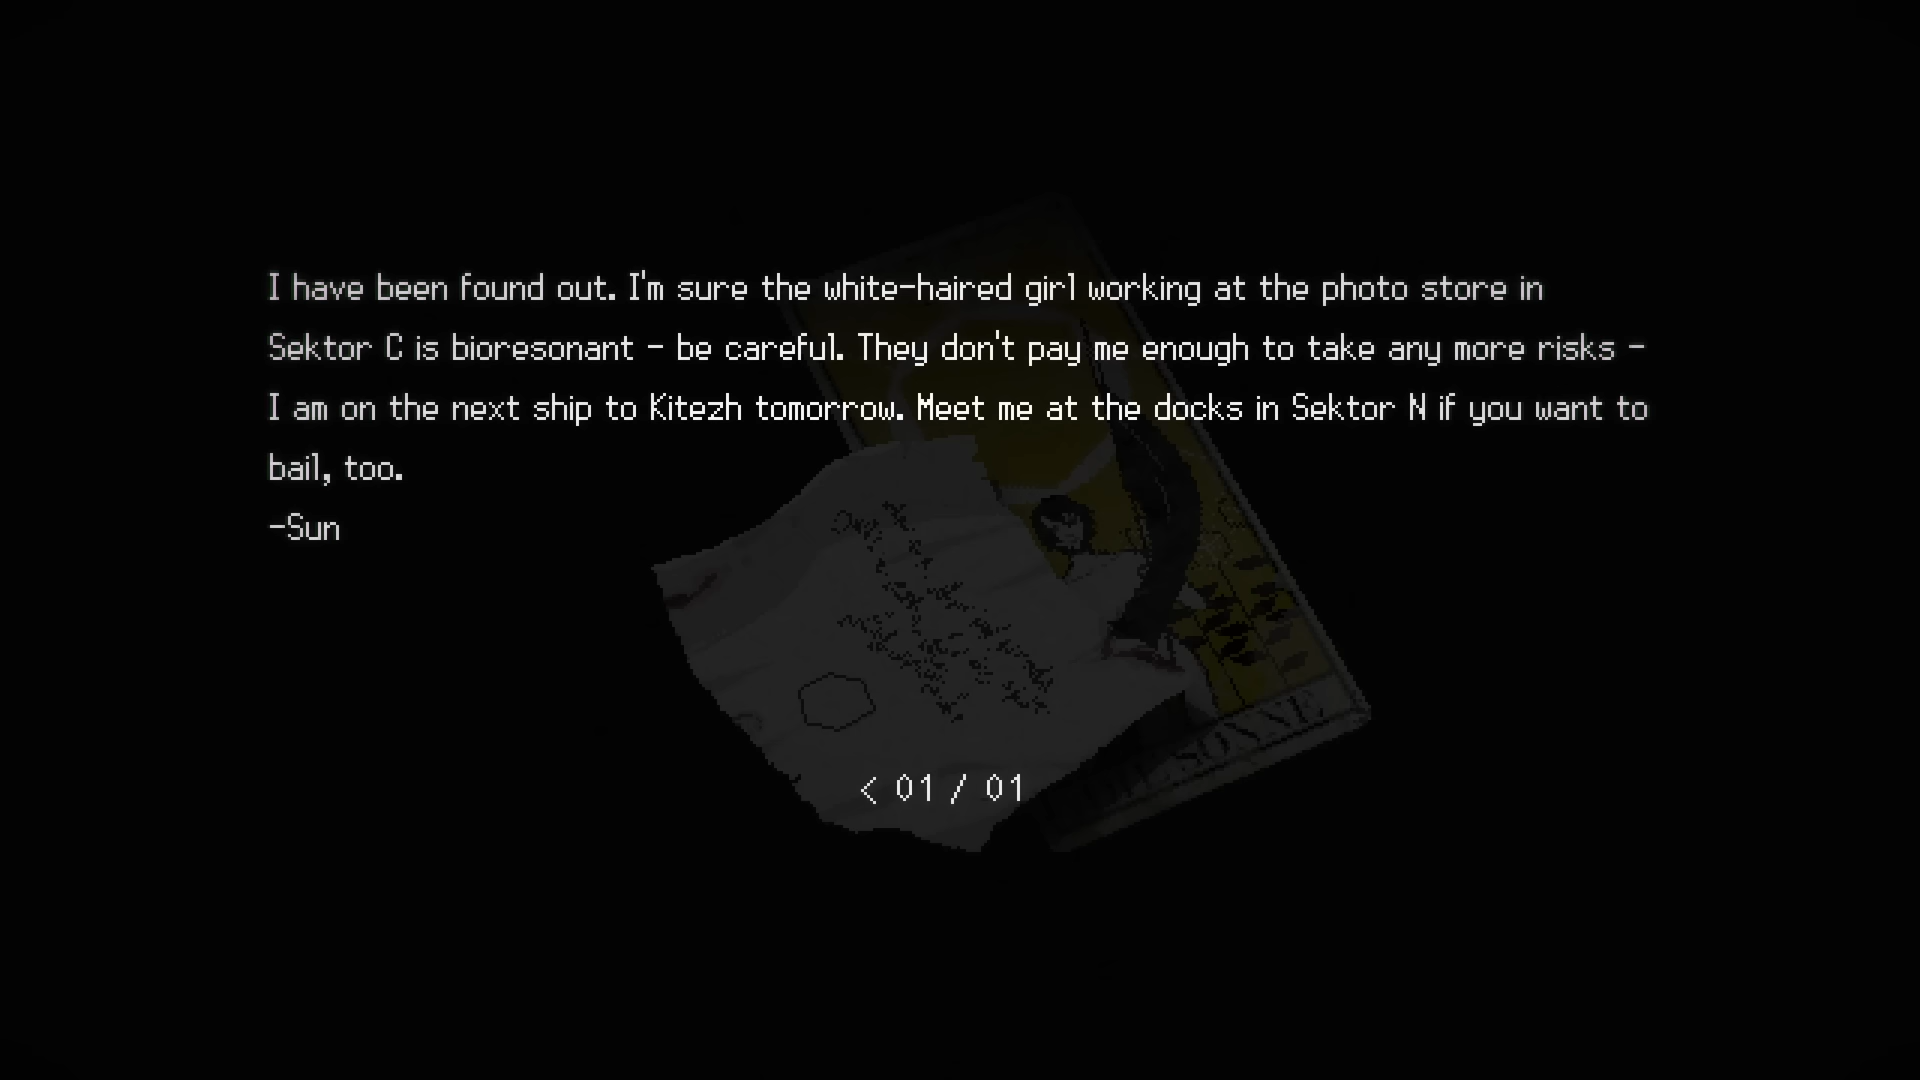 I have been found out. I'm sure the white-haired girl working at the photo store in
Sektor C is bioresonant - be careful. They don't pay me enough to take any more risks -
I am on the next ship to Kitezh tomorrow. Meet me at the docks in Sektor N if you want to
bail, too.
-Sun
SONNE
< 01 / 01